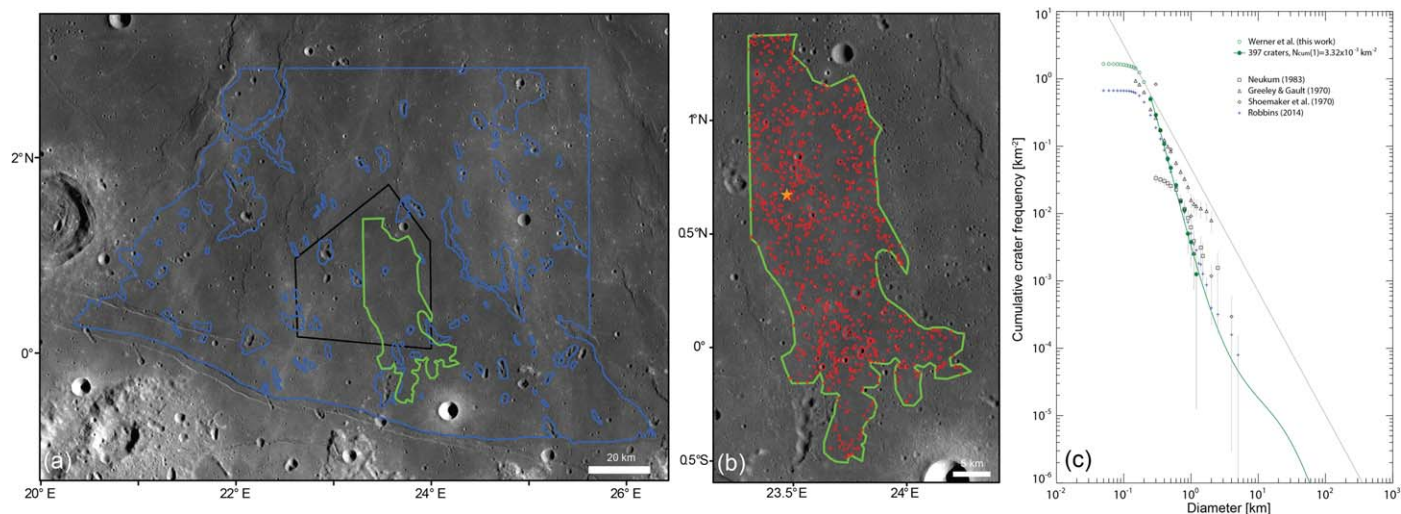 (a)
2°N
0°
20°E
22°E
24°E
26°E
20 km
(b)
1°N
0.5°N
0°
0.5°S
23.5°E
24°E
5 km
(c)
Cumulative crater frequency [km⁻²]
10¹
10⁰
10⁻¹
10⁻²
10⁻³
10⁻⁴
10⁻⁵
10⁻⁶
Werner et al. (this work)
397 craters, Ncum(1)=3.32x10⁻³ km⁻²
Neukum (1983)
Greeley & Gault (1970)
Shoemaker et al. (1970)
Robbins (2014)
10⁻²
10⁻¹
10⁰
10¹
10²
10³
Diameter [km]